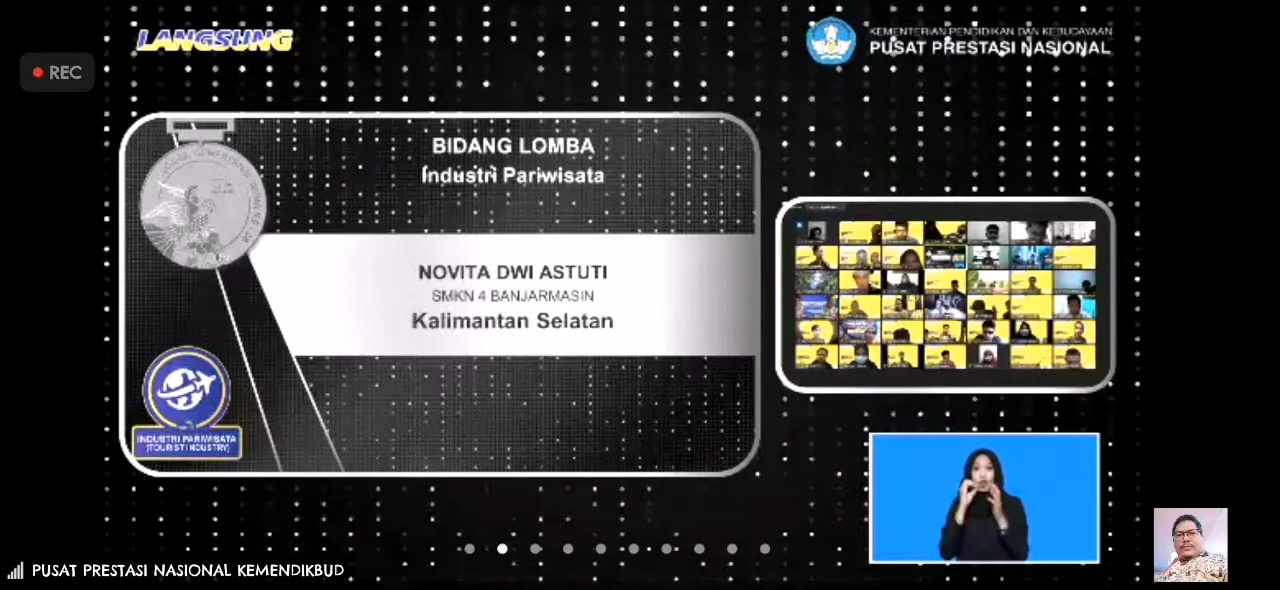 LANGSUNG
KEMENTERIAN PENDIDIKAN DAN KEBUDAYAAN
PUSAT PRESTASI NASIONAL
REC
BIDANG LOMBA
Industri Pariwisata
NOVITA DWI ASTUTI
SMKN 4 BANJARMASIN
Kalimantan Selatan
INDUSTRI PARIWISATA
(TOURIST INDUSTRY)
PUSAT PRESTASI NASIONAL KEMENDIKBUD